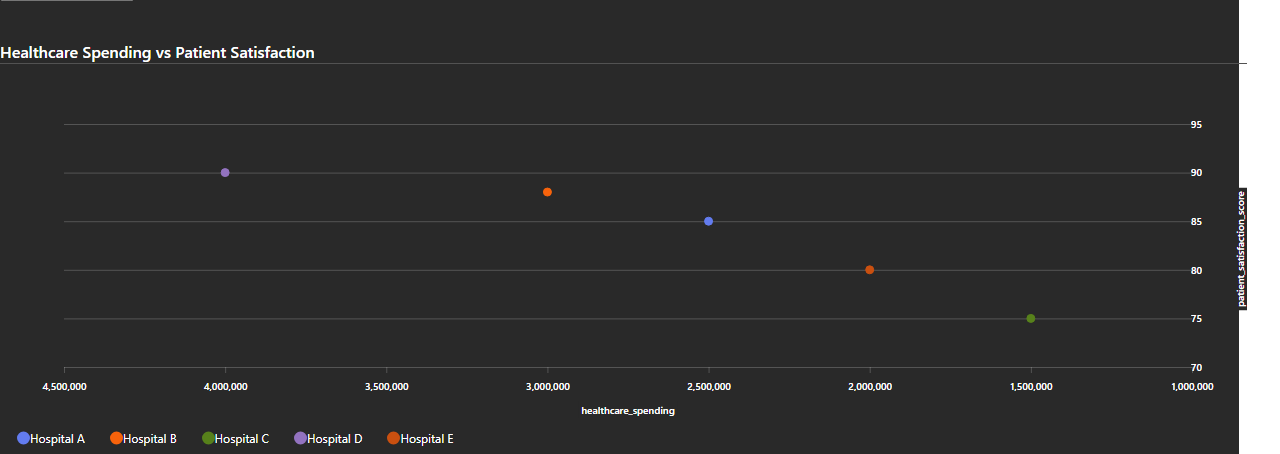 Healthcare Spending vs Patient Satisfaction
95
90
85
80
75
70
patient_satisfaction_score
4,500,000 4,000,000 3,500,000 3,000,000 2,500,000 2,000,000 1,500,000 1,000,000
healthcare_spending
Hospital A Hospital B Hospital C Hospital D Hospital E